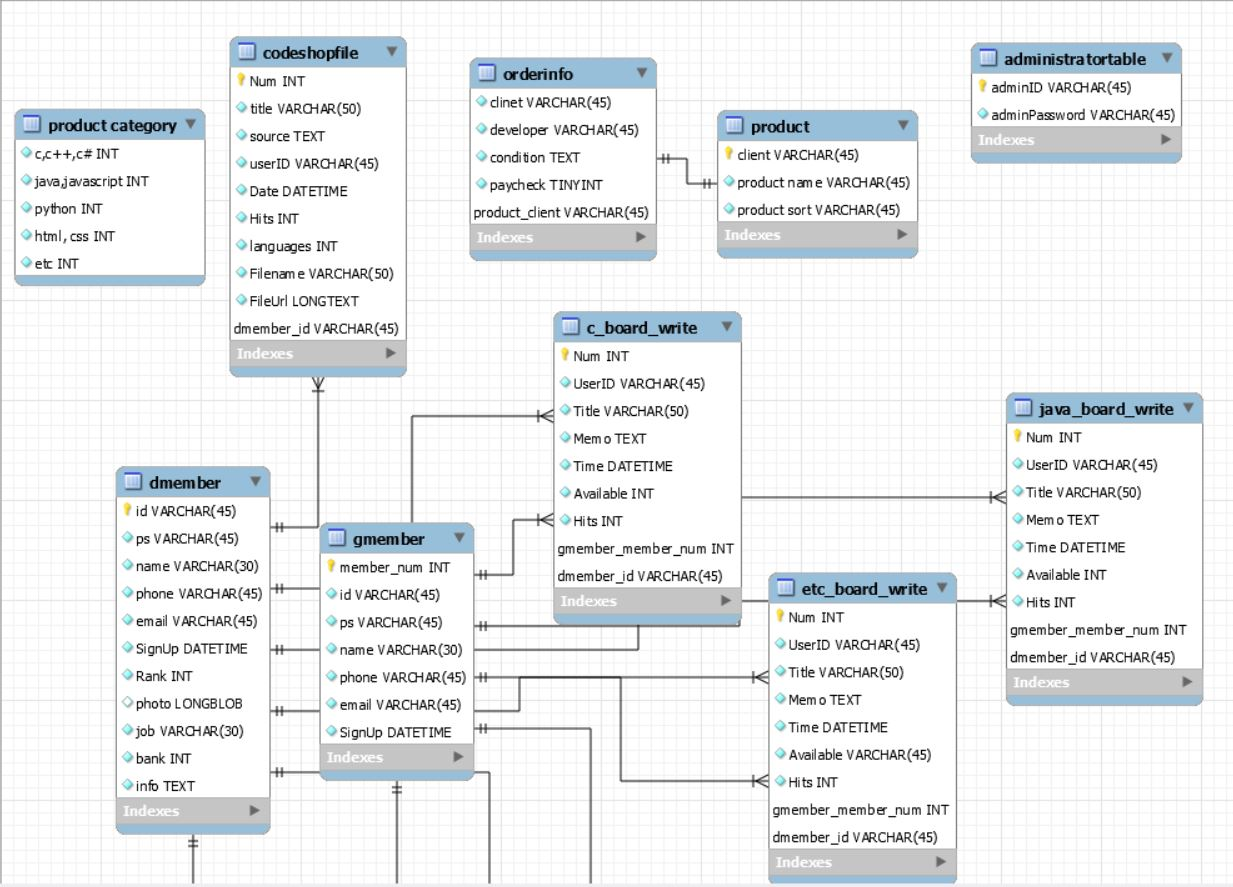 codeshopfile
Num INT
title VARCHAR(50)
source TEXT
userID VARCHAR(45)
Date DATETIME
Hits INT
languages INT
Filename VARCHAR(50)
FileUrl LONGTEXT
dmember_id VARCHAR(45)
Indexes
orderinfo
clinet VARCHAR(45)
developer VARCHAR(45)
condition TEXT
paycheck TINYINT
product_client VARCHAR(45)
Indexes
administratortable
adminID VARCHAR(45)
adminPassword VARCHAR(45)
Indexes
product category
c,c++,c# INT
java,javascript INT
python INT
html, css INT
etc INT
product
client VARCHAR(45)
product name VARCHAR(45)
product sort VARCHAR(45)
Indexes
c_board_write
Num INT
UserID VARCHAR(45)
Title VARCHAR(50)
Memo TEXT
Time DATETIME
Available INT
Hits INT
gmember_member_num INT
dmember_id VARCHAR(45)
Indexes
java_board_write
Num INT
UserID VARCHAR(45)
Title VARCHAR(50)
Memo TEXT
Time DATETIME
Available INT
Hits INT
gmember_member_num INT
dmember_id VARCHAR(45)
Indexes
dmember
id VARCHAR(45)
ps VARCHAR(45)
name VARCHAR(30)
phone VARCHAR(45)
email VARCHAR(45)
SignUp DATETIME
Rank INT
photo LONGBLOB
job VARCHAR(30)
bank INT
info TEXT
Indexes
gmember
member_num INT
id VARCHAR(45)
ps VARCHAR(45)
name VARCHAR(30)
phone VARCHAR(45)
email VARCHAR(45)
SignUp DATETIME
Indexes
etc_board_write
Num INT
UserID VARCHAR(45)
Title VARCHAR(50)
Memo TEXT
Time DATETIME
Available VARCHAR(45)
Hits INT
gmember_member_num INT
dmember_id VARCHAR(45)
Indexes